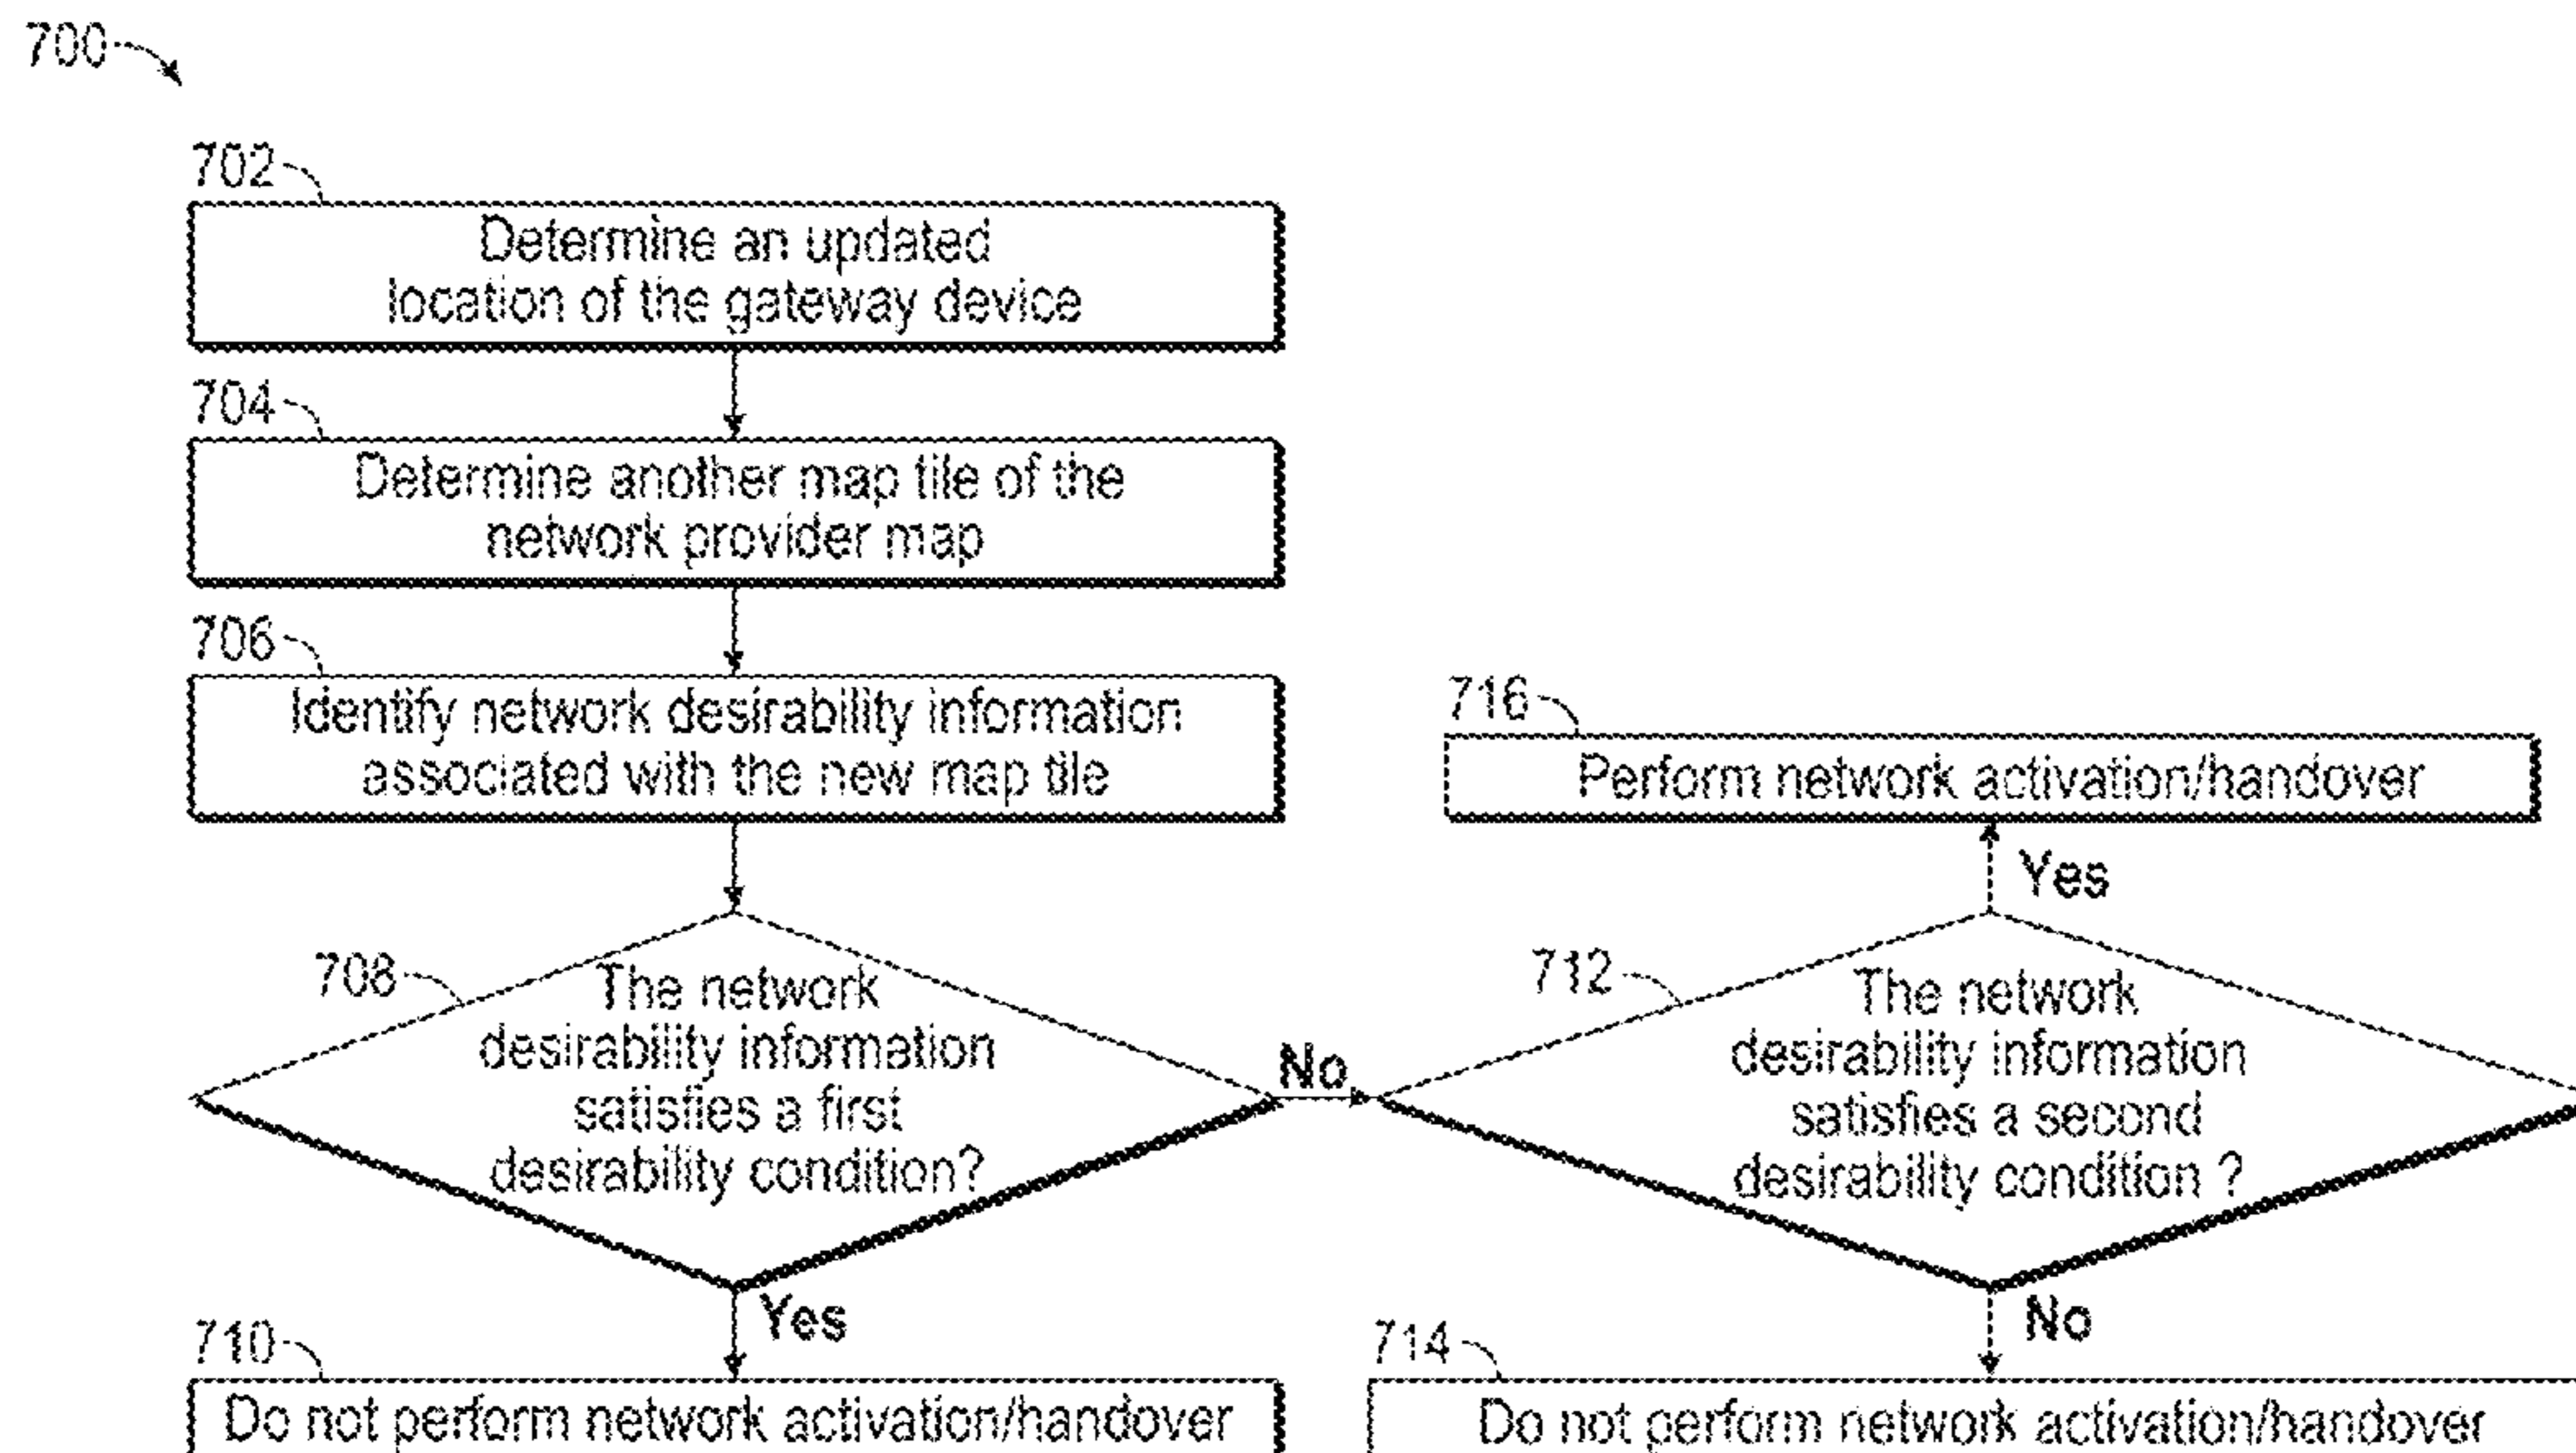 700
702
Determine an updated
location of the gateway device
704
Determine another map tile of the
network provider map
706
Identify network desirability information
associated with the new map tile
716
Perform network activation/handover
Yes
708
The network
desirability information
satisfies a first
desirability condition?
No
712
The network
desirability information
satisfies a second
desirability condition ?
Yes
No
710
Do not perform network activation/handover
714
Do not perform network activation/handover